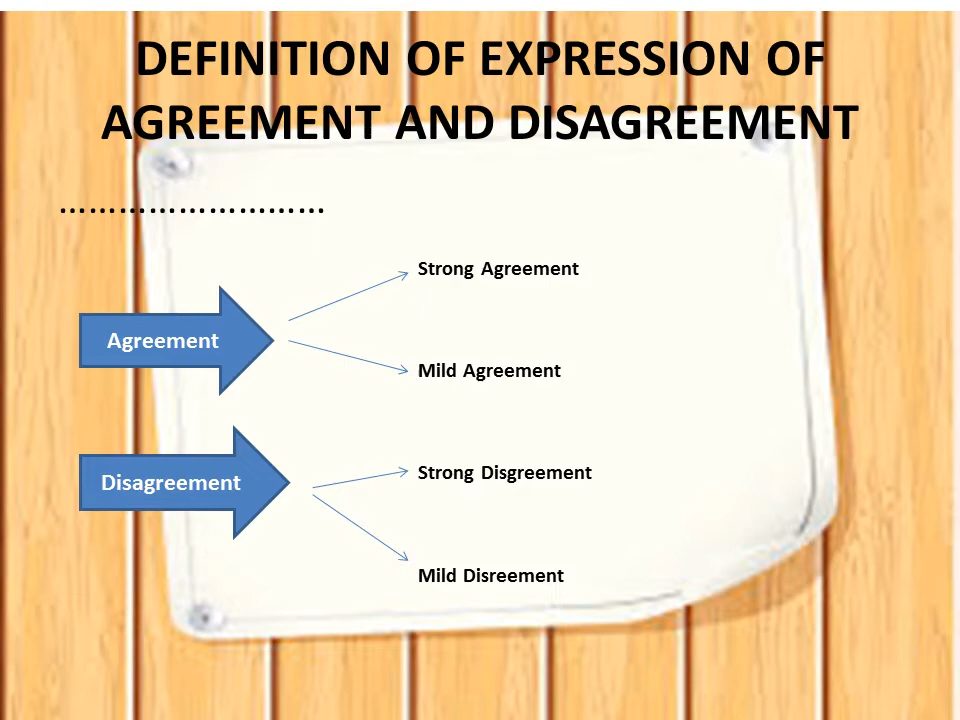 DEFINITION OF EXPRESSION OF
AGREEMENT AND DISAGREEMENT
………………………
Strong Agreement
Agreement
Mild Agreement
Strong Disgreement
Disagreement
Mild Disreement